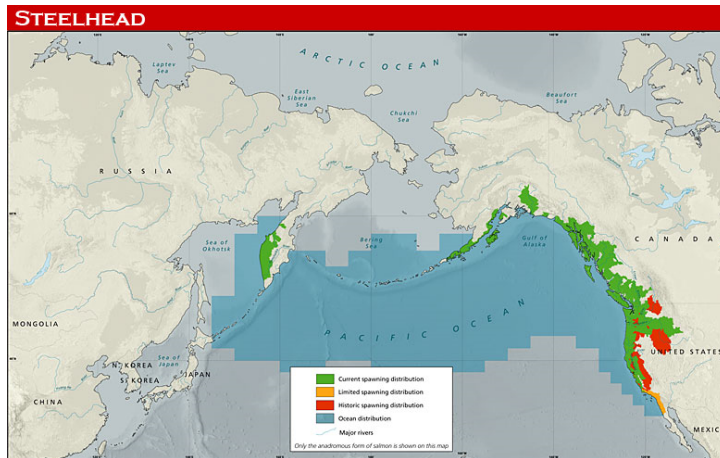 STEELHEAD
ARCTIC OCEAN
Laptev
Sea
East
Siberian
Sea
Chukshi
Sea
Beaufort
Sea
RUSSIA
CANADA
Sea of
Okhotsk
Bering
Sea
Gulf of
Alaska
PACIFIC OCEAN
MONGOLIA
UNITED STATES
N. KOREA
Sea of
Japan
S. KOREA
JAPAN
CHINA
MEXIC
Current spawning distribution
Limited spawning distribution
Historic spawning distribution
Ocean distribution
Major rivers
Only the anadromous form of salmon is shown on this map